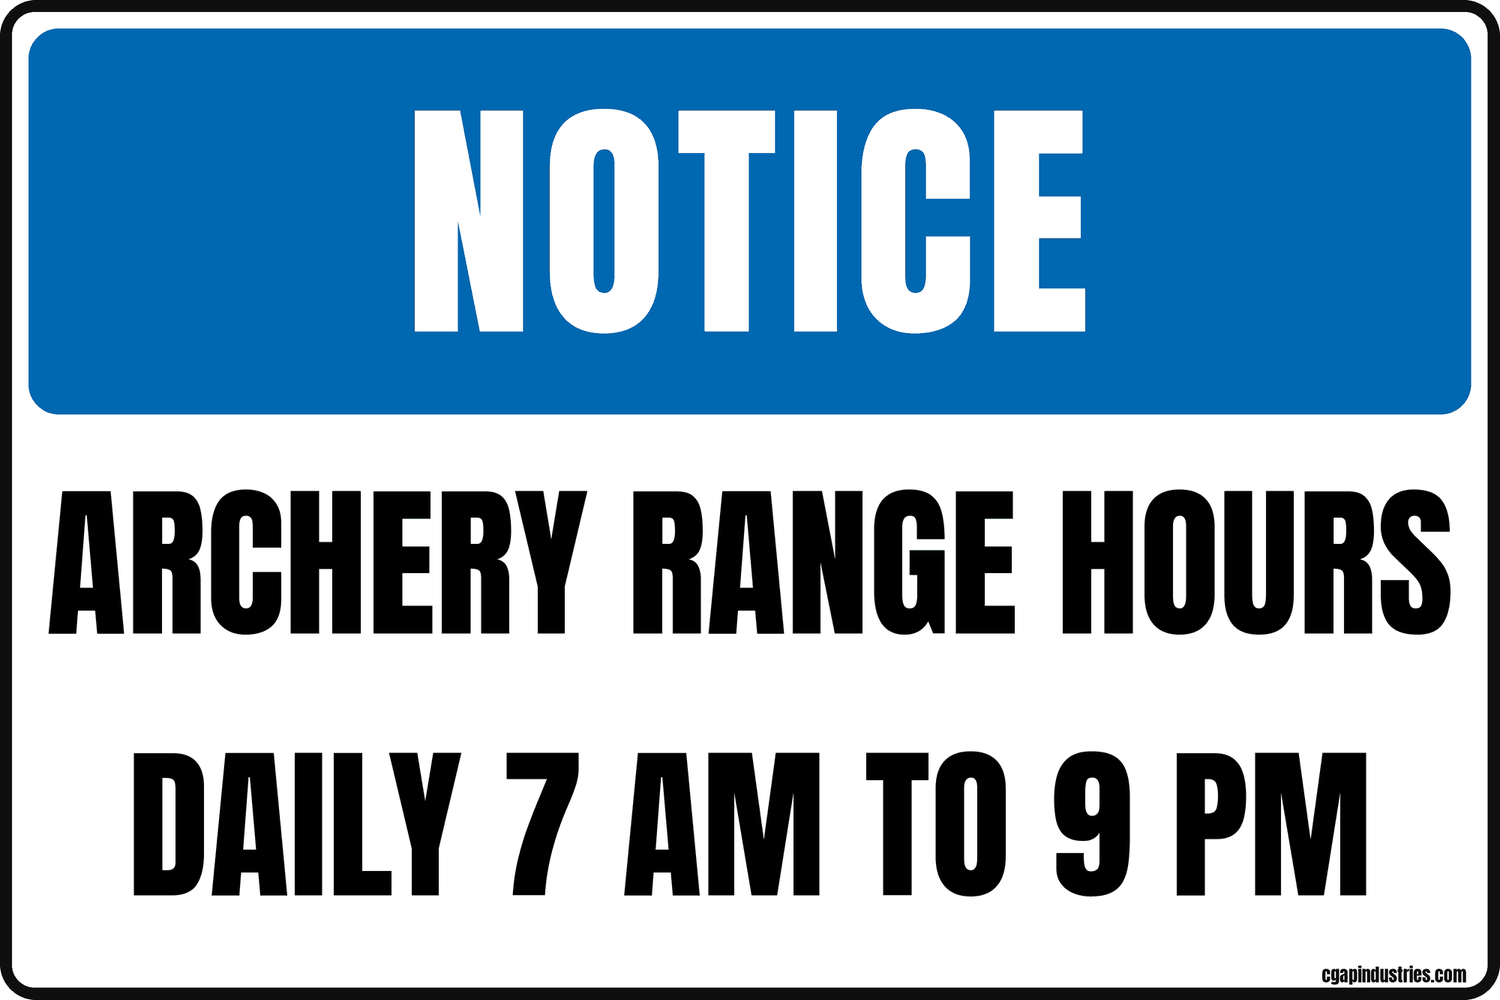 NOTICE
ARCHERY RANGE HOURS
DAILY 7 AM TO 9 PM
cgapindustries.com